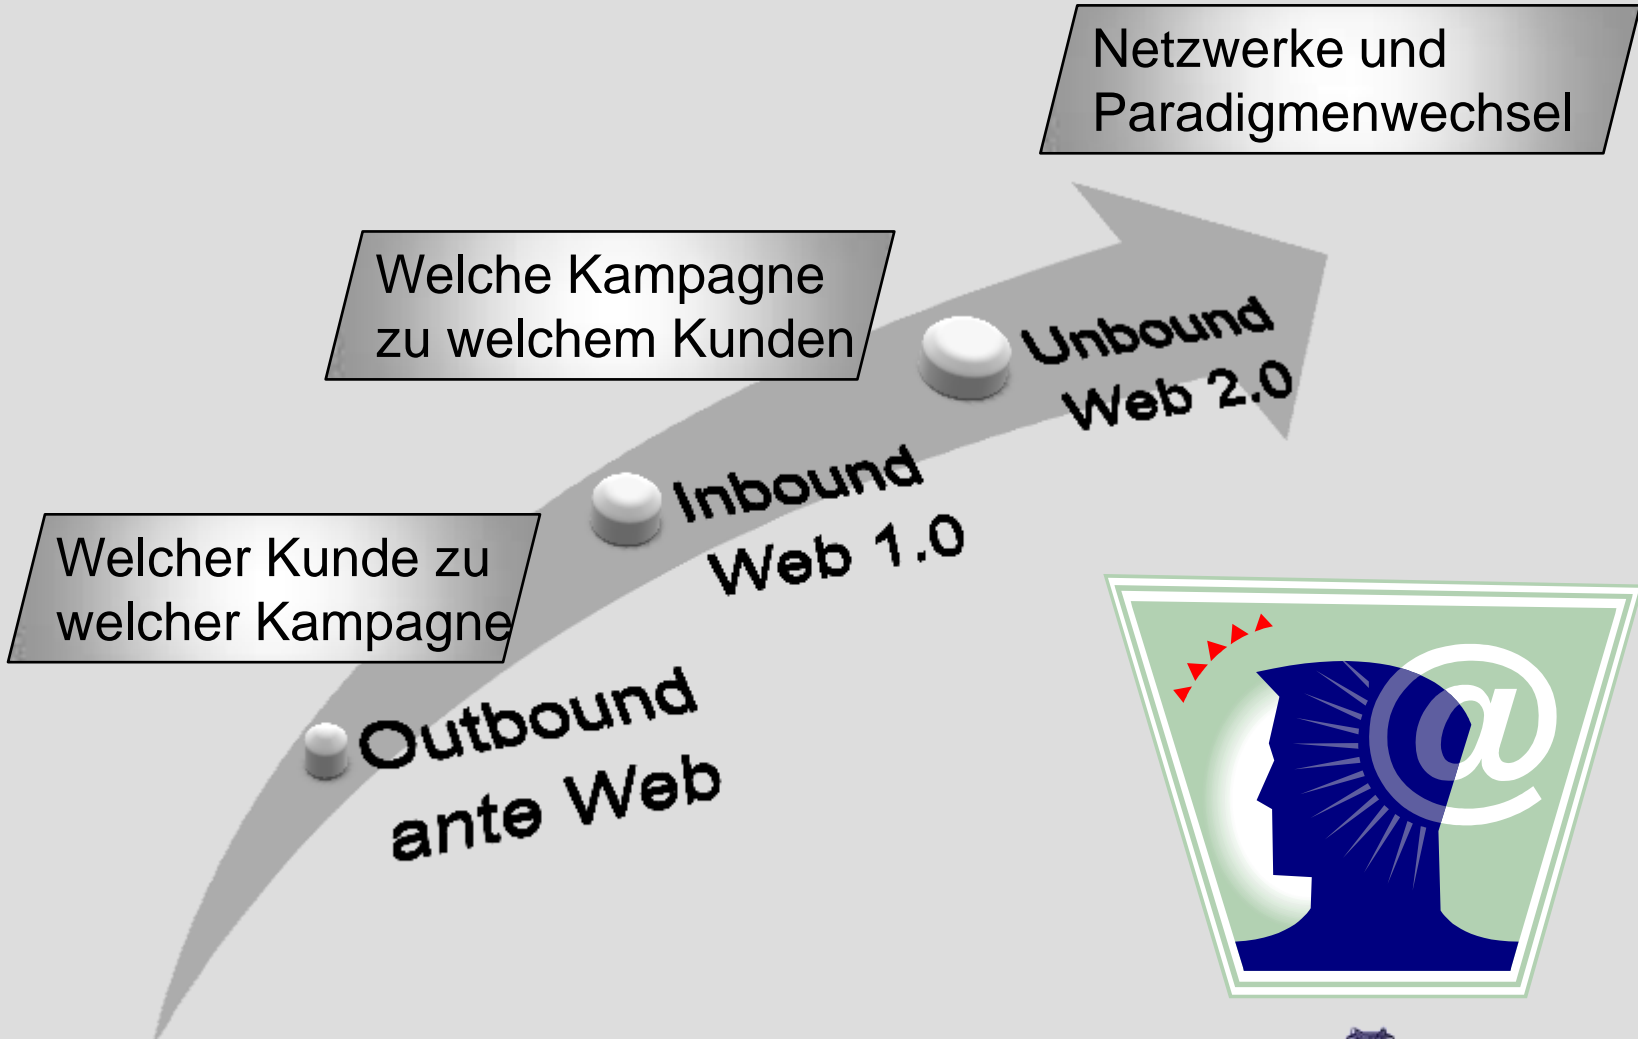 Netzwerke und
Paradigmenwechsel
Welche Kampagne
zu welchem Kunden
Unbound
Web 2.0
Inbound
Web 1.0
Welcher Kunde zu
welcher Kampagne
Outbound
ante Web
@